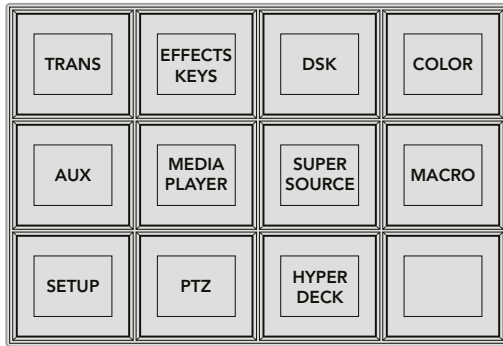 TRANS
EFFECTS
KEYS
DSK
COLOR
AUX
MEDIA
PLAYER
SUPER
SOURCE
MACRO
SETUP
PTZ
HYPER
DECK